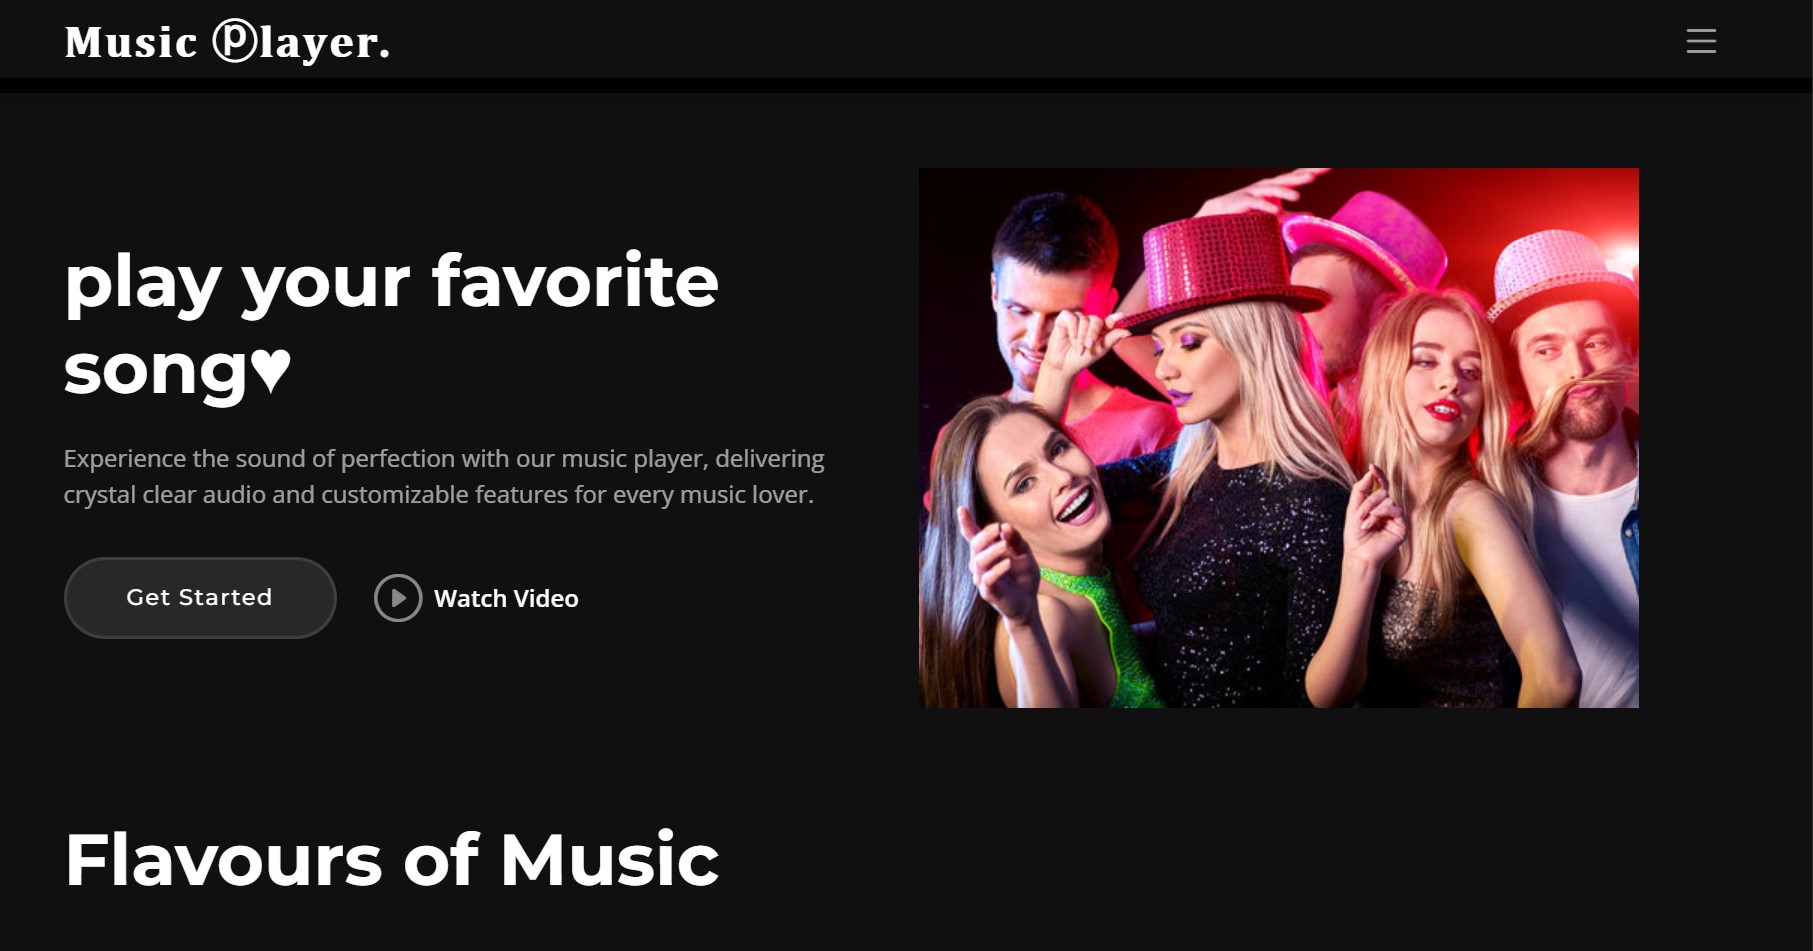 Music ⓟlayer.
play your favorite
song♥
Experience the sound of perfection with our music player, delivering
crystal clear audio and customizable features for every music lover.
Get Started
Watch Video
Flavours of Music